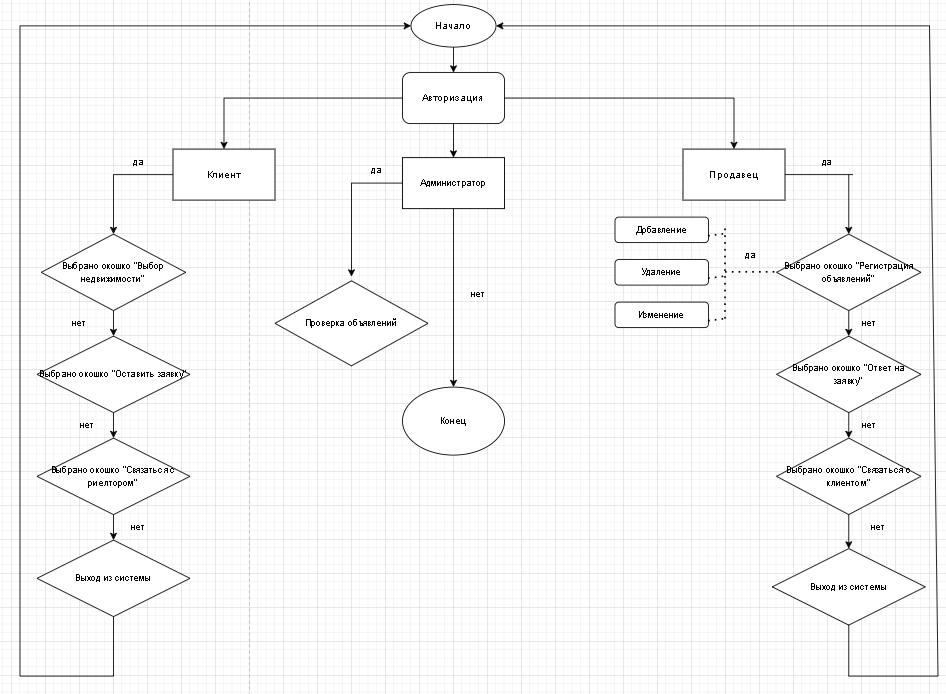 Начало
Авторизация
да
Клиент
да
Администратор
да
Продавец
Выбрано окошко "Выбор
недвижимости"
нет
Выбрано окошко "Оставить заявку"
нет
Выбрано окошко "Связаться с
риелтором"
нет
Выход из системы
Проверка объявлений
нет
Конец
Добавление
Удаление
Изменение
да
Выбрано окошко "Регистрация
объявлений"
нет
Выбрано окошко "Ответ на
заявку"
нет
Выбрано окошко "Связаться с
клиентом"
нет
Выход из системы